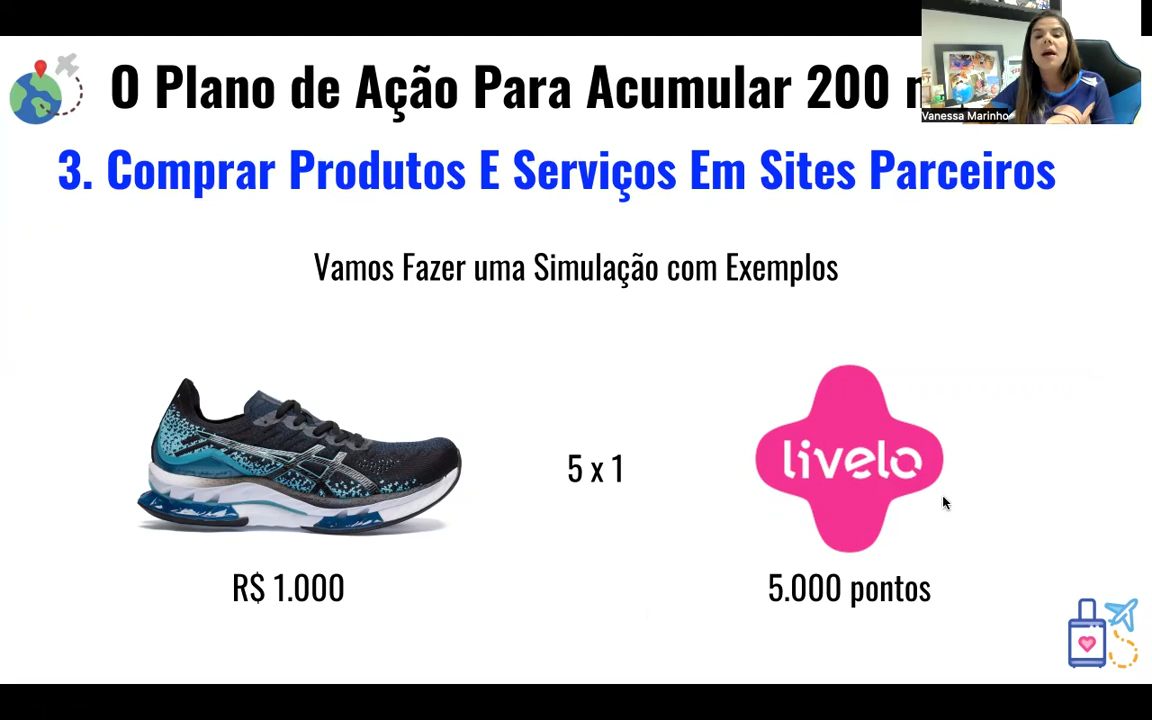 O Plano de Ação Para Acumular 200
Vanessa Marinho
3. Comprar Produtos E Serviços Em Sites Parceiros
Vamos Fazer uma Simulação com Exemplos
5 x 1
livelo
R$ 1.000
5.000 pontos